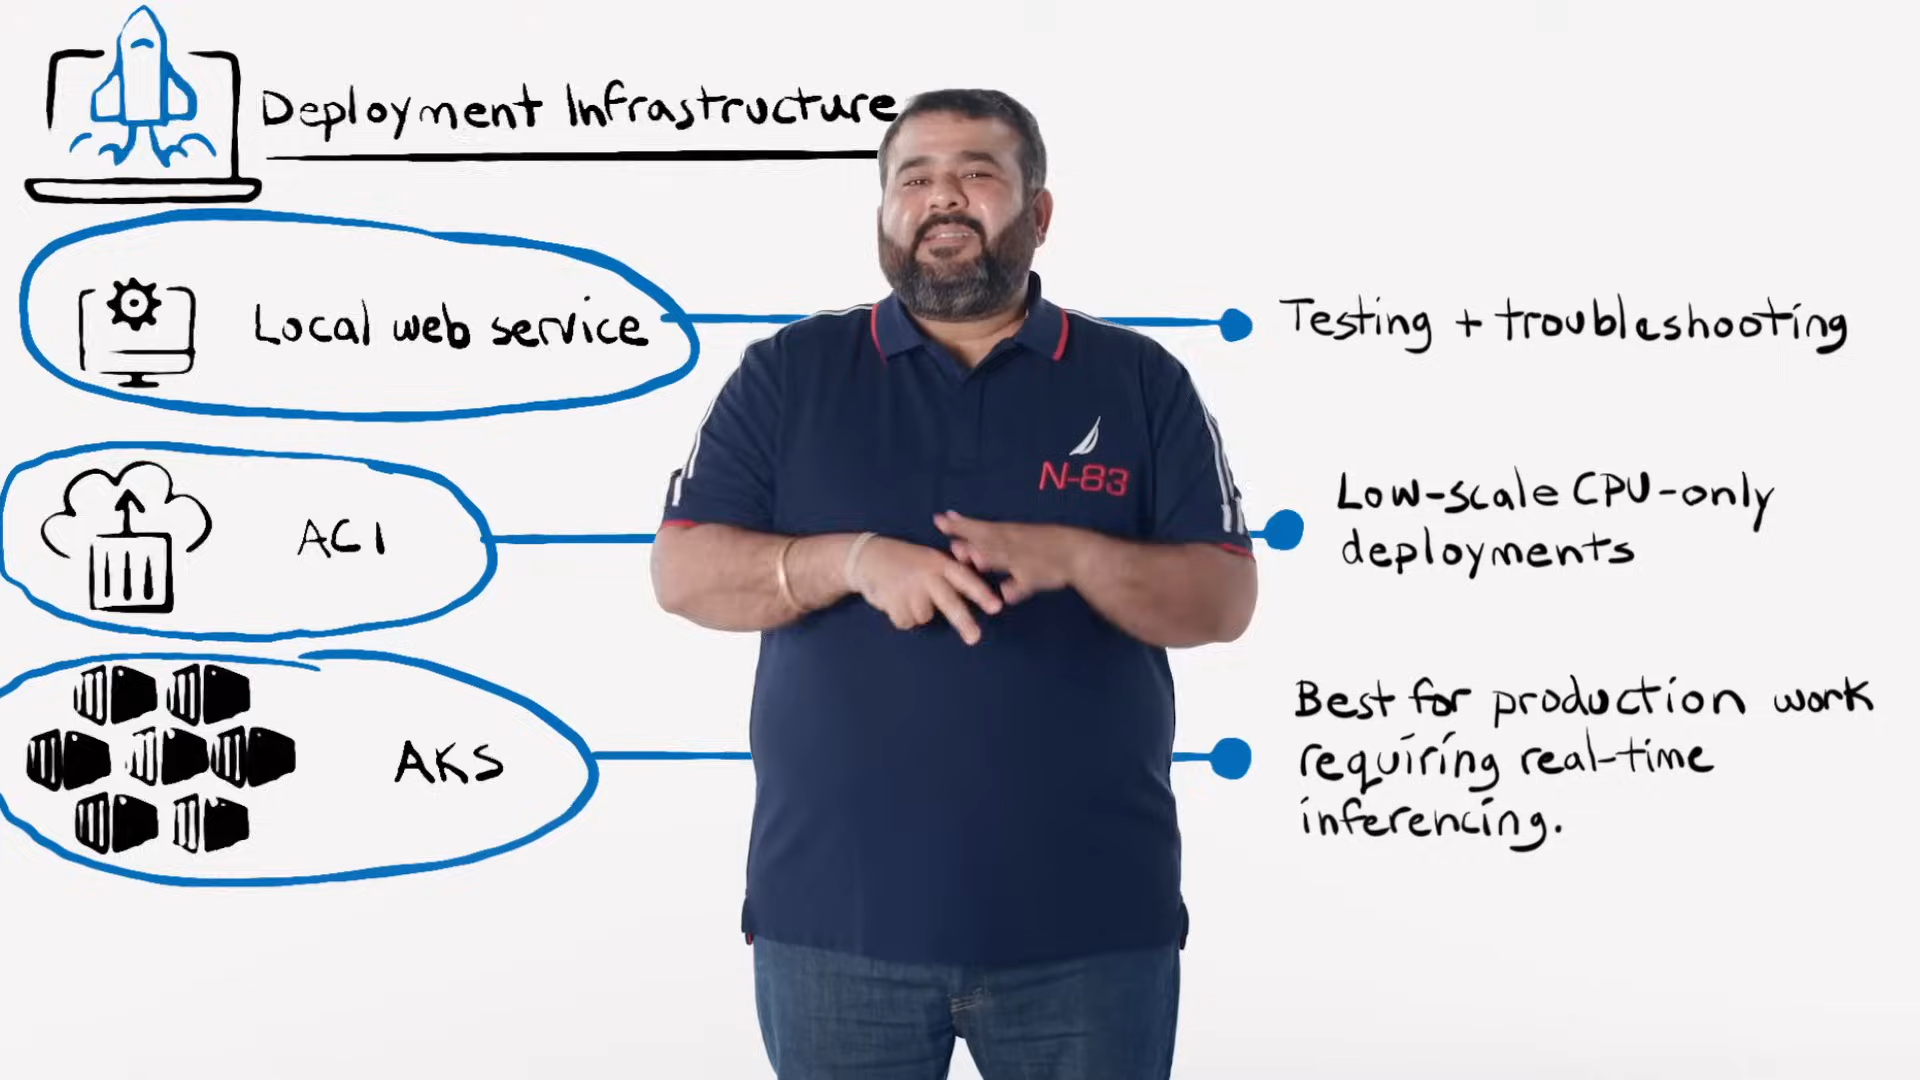 Deployment Infrastructure
Local web service
Testing + troubleshooting
N-83
ACI
Low-scale CPU-only
deployments
AKS
Best for production work
requiring real-time
inferencing.